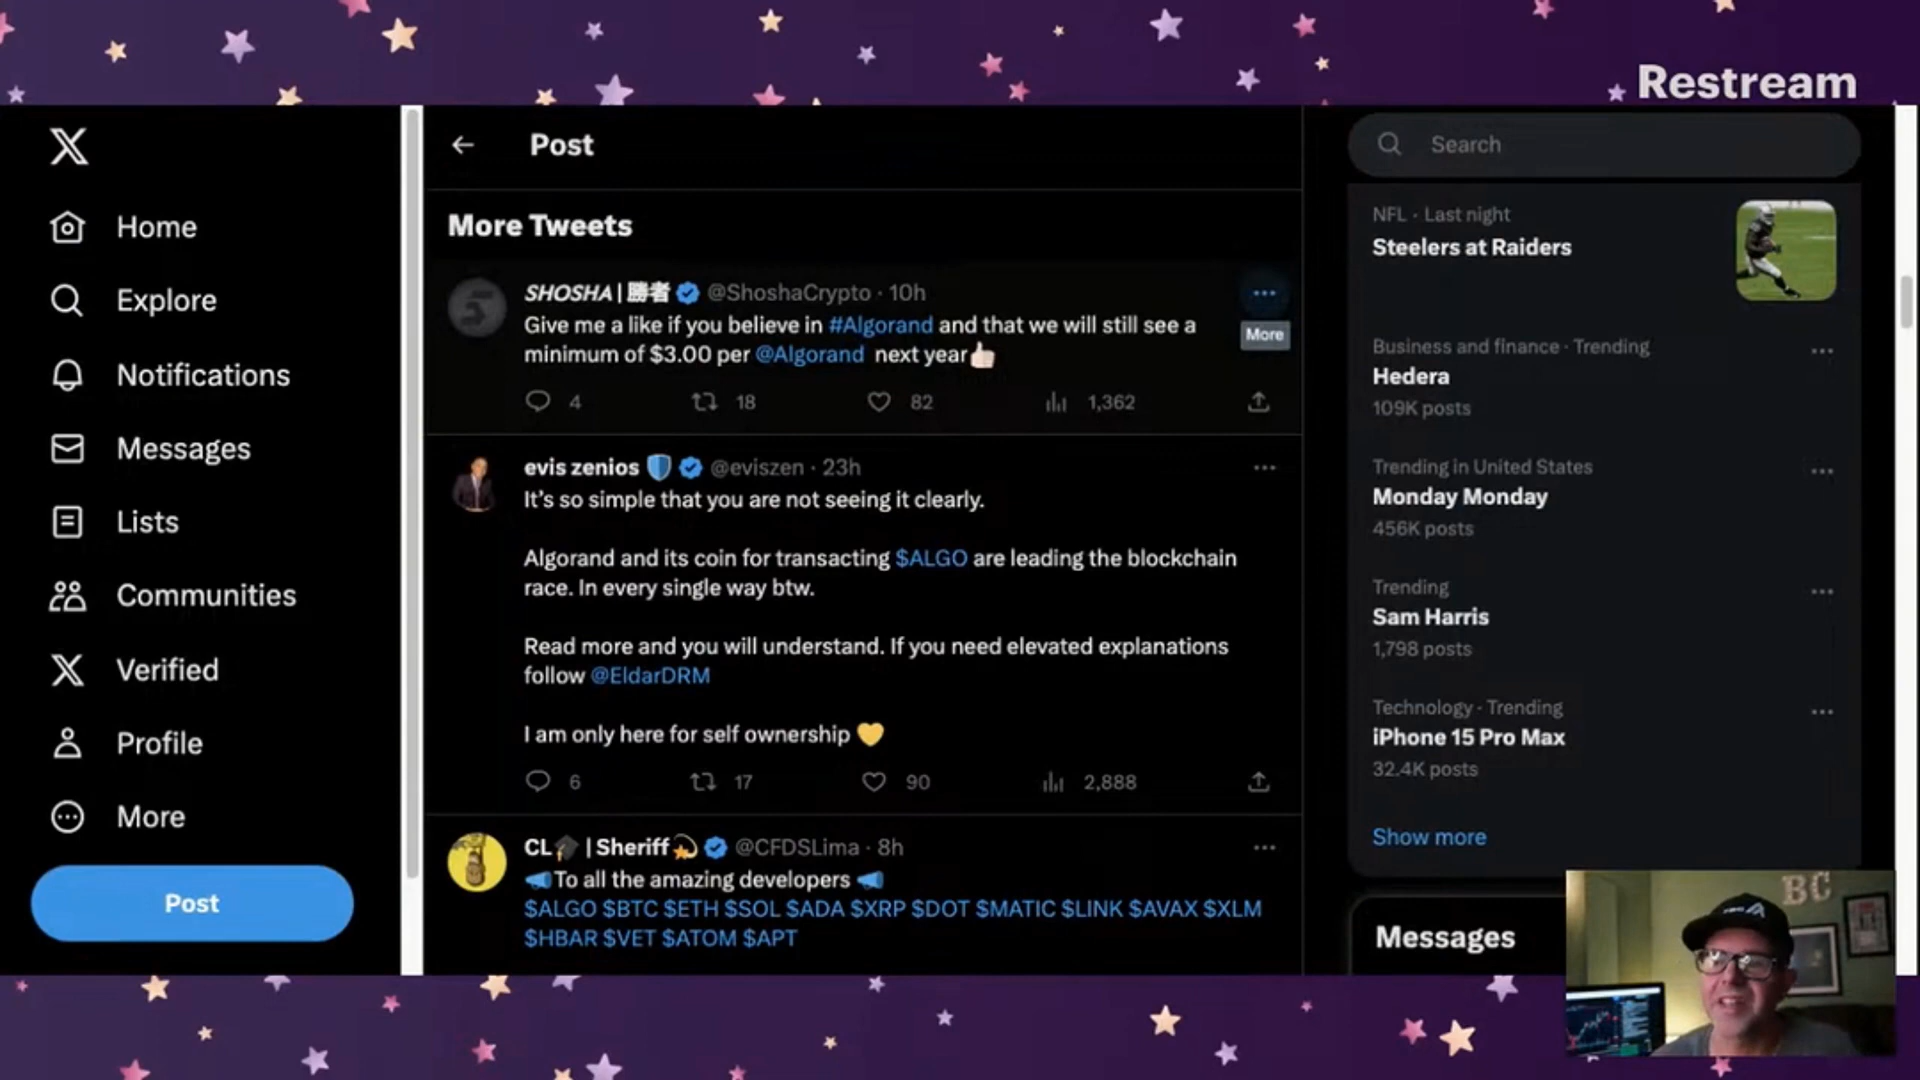 Restream
X
Home
Explore
Notifications
Messages
Lists
Communities
Verified
Profile
More
Post
Post
More Tweets
SHOSHA | 勝者 @ShoshaCrypto · 10h
Give me a like if you believe in #Algorand and that we will still see a
minimum of $3.00 per @Algorand next year👍🏻
More
4 18 82 1,362
evis zenios 🛡️ @eviszen · 23h
It's so simple that you are not seeing it clearly.
Algorand and its coin for transacting $ALGO are leading the blockchain
race. In every single way btw.
Read more and you will understand. If you need elevated explanations
follow @EldarDRM
I am only here for self ownership 💛
6 17 90 2,888
CL🎓 | Sheriff💫 @CFDSLima · 8h
📢To all the amazing developers 📢
$ALGO $BTC $ETH $SOL $ADA $XRP $DOT $MATIC $LINK $AVAX $XLM
$HBAR $VET $ATOM $APT
Search
NFL · Last night
Steelers at Raiders
Business and finance · Trending
Hedera
109K posts
Trending in United States
Monday Monday
456K posts
Trending
Sam Harris
1,798 posts
Technology · Trending
iPhone 15 Pro Max
32.4K posts
Show more
Messages
BC